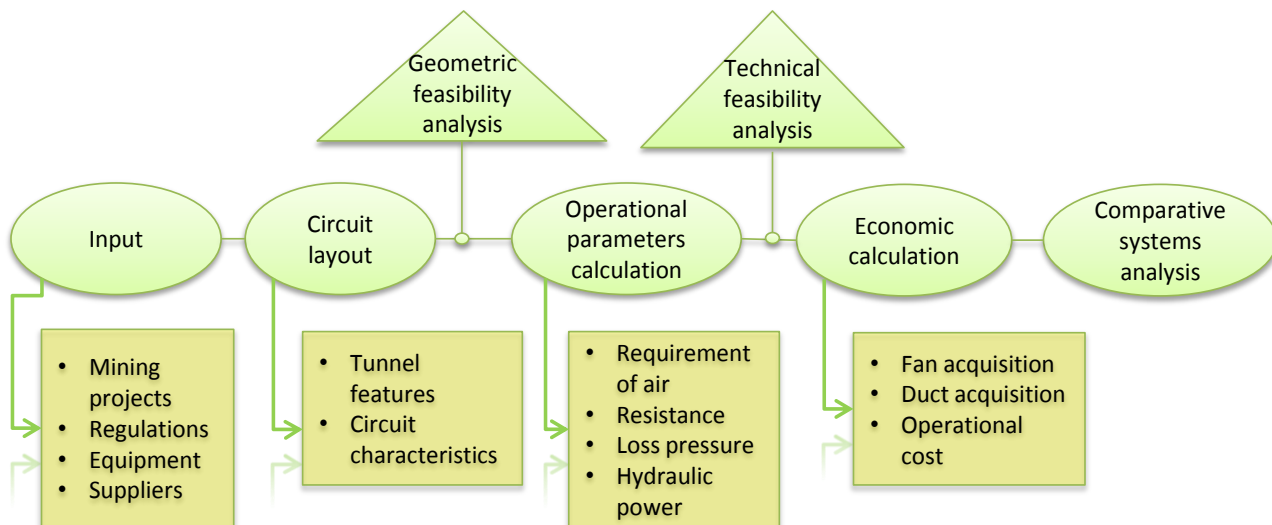 Geometric
feasibility
analysis
Technical
feasibility
analysis
Input
Circuit
layout
Operational
parameters
calculation
Economic
calculation
Comparative
systems
analysis
• Mining
projects
• Regulations
• Equipment
• Suppliers
• Tunnel
features
• Circuit
characteristics
• Requirement
of air
• Resistance
• Loss pressure
• Hydraulic
power
• Fan acquisition
• Duct acquisition
• Operational
cost